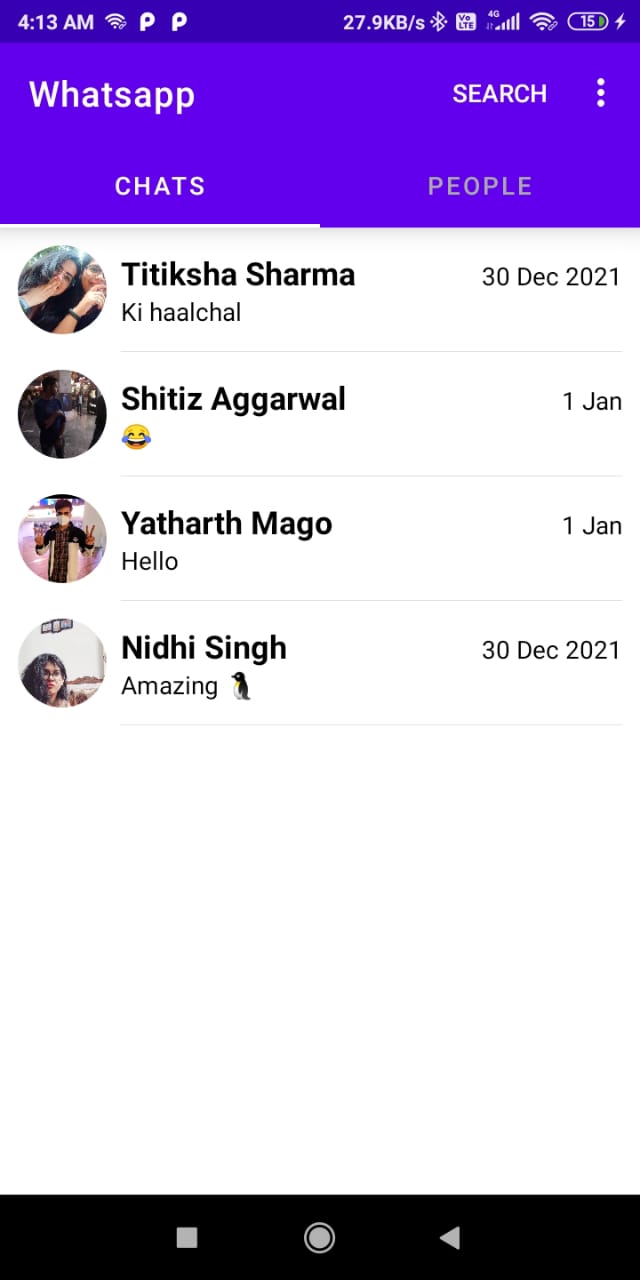 4:13 AM P P 27.9KB/s Vo LTE 4G 15
Whatsapp SEARCH
CHATS PEOPLE
Titiksha Sharma 30 Dec 2021
Ki haalchal
Shitiz Aggarwal 1 Jan
😂
Yatharth Mago 1 Jan
Hello
Nidhi Singh 30 Dec 2021
Amazing 🐧